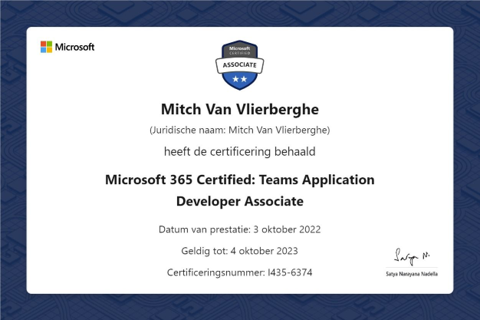 Microsoft
Microsoft
CERTIFIED
ASSOCIATE
Mitch Van Vlierberghe
(Juridische naam: Mitch Van Vlierberghe)
heeft de certificering behaald
Microsoft 365 Certified: Teams Application
Developer Associate
Datum van prestatie: 3 oktober 2022
Geldig tot: 4 oktober 2023
Certificeringsnummer: I435-6374
Satya N.
Satya Narayana Nadella